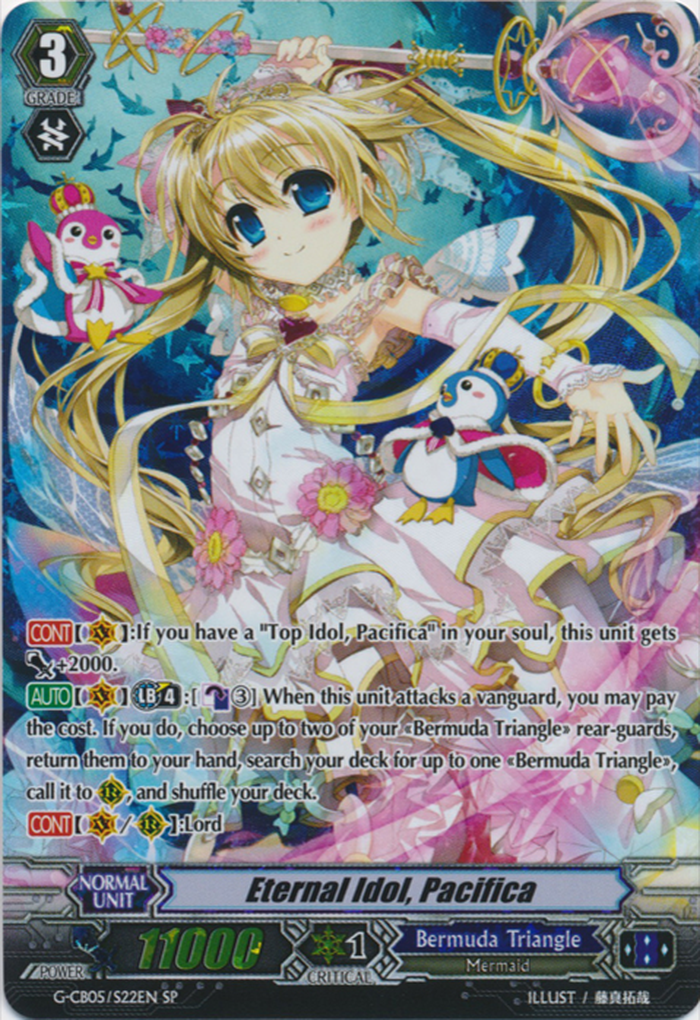 3
GRADE
CONT[ ]:If you have a "Top Idol, Pacifica" in your soul, this unit gets
+2000.
AUTO[ ] LB4 :[ ③] When this unit attacks a vanguard, you may pay
the cost. If you do, choose up to two of your «Bermuda Triangle» rear-guards,
return them to your hand, search your deck for up to one «Bermuda Triangle»,
call it to R, and shuffle your deck.
CONT[ / R ]:Lord
NORMAL
UNIT
Eternal Idol, Pacifica
POWER 11000
1
CRITICAL
Bermuda Triangle
Mermaid
G-CB05/S22EN SP
ILLUST / 藤真拓哉